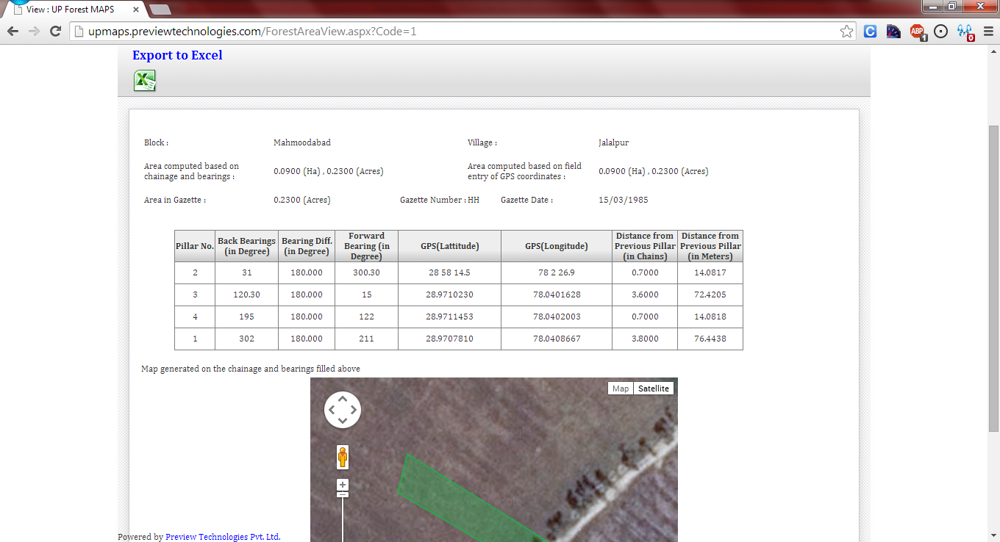 View : UP Forest MAPS
upmaps.previewtechnologies.com/ForestAreaView.aspx?Code=1
C
ABP
1
0
Export to Excel
Block : Mahmoodabad Village : Jalalpur
Area computed based on
chainage and bearings : 0.0900 (Ha) , 0.2300 (Acres)
Area computed based on field
entry of GPS coordinates : 0.0900 (Ha) , 0.2300 (Acres)
Area in Gazette : 0.2300 (Acres) Gazette Number : HH Gazette Date : 15/03/1985
Pillar No. Back Bearings (in Degree) Bearing Diff. (in Degree) Forward Bearing (in Degree) GPS(Lattitude) GPS(Longitude) Distance from Previous Pillar (in Chains) Distance from Previous Pillar (in Meters)
2 31 180.000 300.30 28 58 14.5 78 2 26.9 0.7000 14.0817
3 120.30 180.000 15 28.9710230 78.0401628 3.6000 72.4205
4 195 180.000 122 28.9711453 78.0402003 0.7000 14.0818
1 302 180.000 211 28.9707810 78.0408667 3.8000 76.4438
Map generated on the chainage and bearings filled above
Map Satellite
Powered by Preview Technologies Pvt. Ltd.